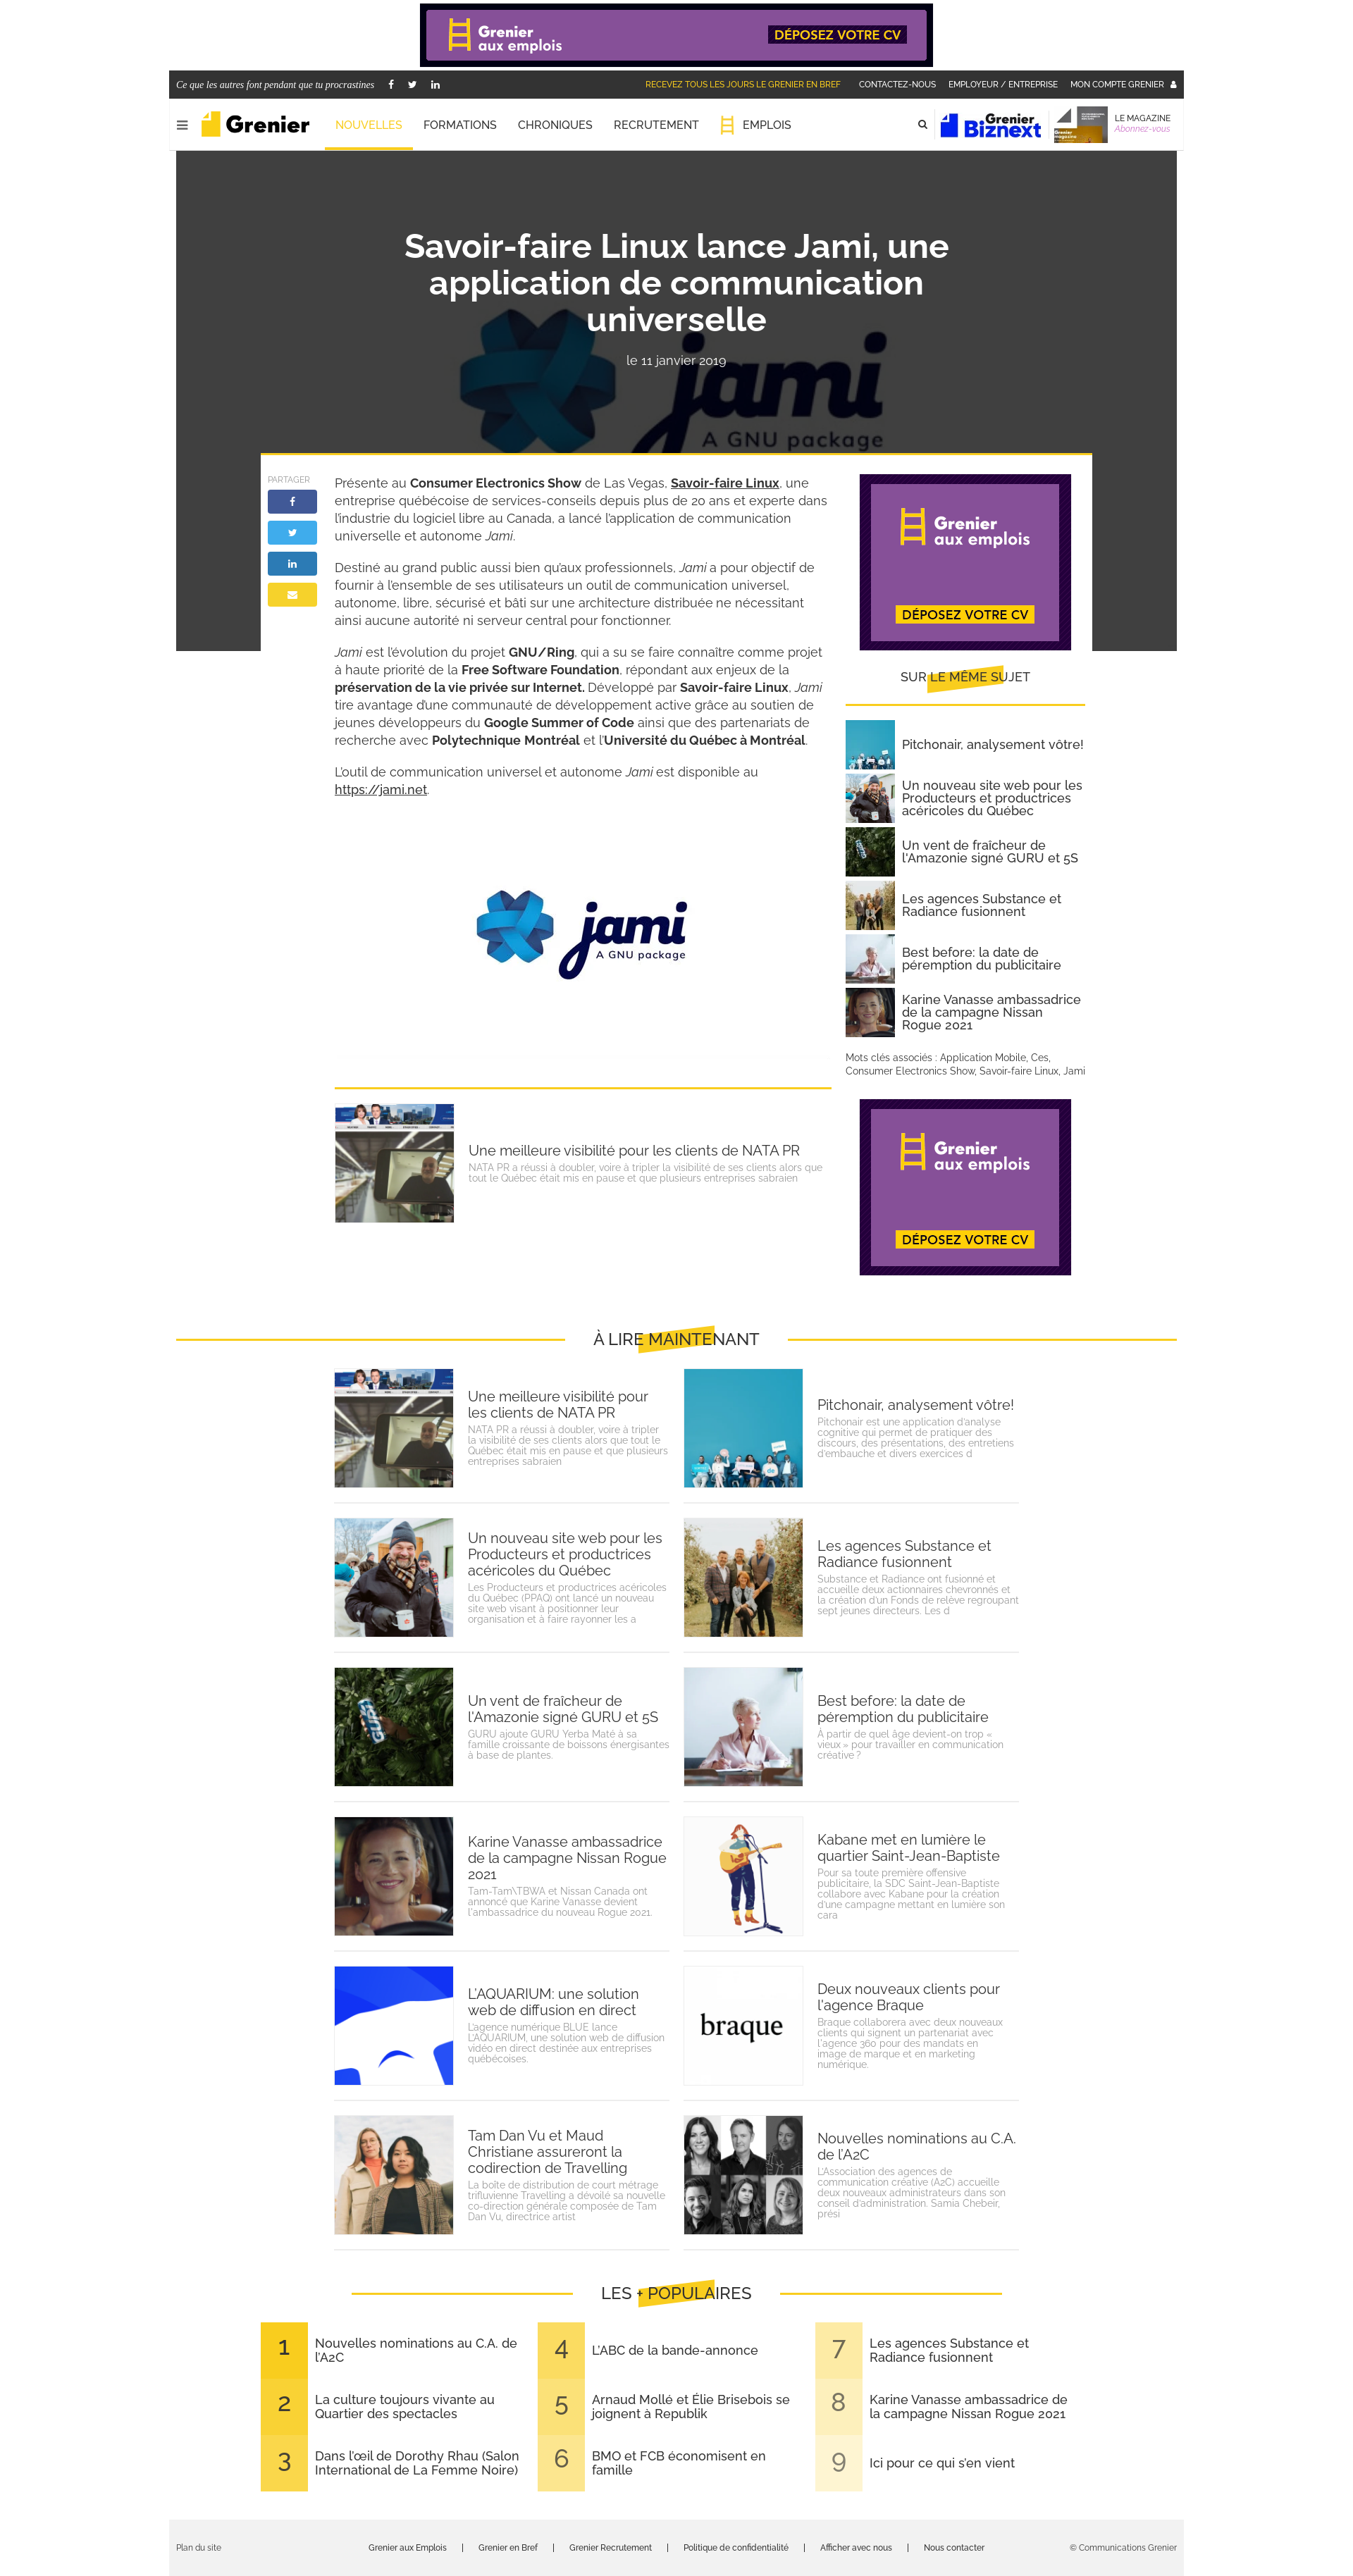 Grenier
aux emplois
DÉPOSEZ VOTRE CV
Ce que les autres font pendant que tu procrastines
RECEVEZ TOUS LES JOURS LE GRENIER EN BREF
CONTACTEZ-NOUS
EMPLOYEUR / ENTREPRISE
MON COMPTE GRENIER
Grenier
NOUVELLES
FORMATIONS
CHRONIQUES
RECRUTEMENT
EMPLOIS
Grenier
Biznext
LE MAGAZINE
Abonnez-vous
Savoir-faire Linux lance Jami, une
application de communication
universelle
le 11 janvier 2019
jami
A GNU package
PARTAGER
Présente au Consumer Electronics Show de Las Vegas, Savoir-faire Linux, une
entreprise québécoise de services-conseils depuis plus de 20 ans et experte dans
l'industrie du logiciel libre au Canada, a lancé l'application de communication
universelle et autonome Jami.
Destiné au grand public aussi bien qu'aux professionnels, Jami a pour objectif de
fournir à l'ensemble de ses utilisateurs un outil de communication universel,
autonome, libre, sécurisé et bâti sur une architecture distribuée ne nécessitant
ainsi aucune autorité ni serveur central pour fonctionner.
Jami est l'évolution du projet GNU/Ring, qui a su se faire connaître comme projet
à haute priorité de la Free Software Foundation, répondant aux enjeux de la
préservation de la vie privée sur Internet. Développé par Savoir-faire Linux, Jami
tire avantage d'une communauté de développement active grâce au soutien de
jeunes développeurs du Google Summer of Code ainsi que des partenariats de
recherche avec Polytechnique Montréal et l'Université du Québec à Montréal.
L'outil de communication universel et autonome Jami est disponible au
https://jami.net.
jami
A GNU package
Une meilleure visibilité pour les clients de NATA PR
NATA PR a réussi à doubler, voire à tripler la visibilité de ses clients alors que
tout le Québec était mis en pause et que plusieurs entreprises sabraien
Grenier
aux emplois
DÉPOSEZ VOTRE CV
SUR LE MÊME SUJET
Pitchonair, analysement vôtre!
Un nouveau site web pour les
Producteurs et productrices
acéricoles du Québec
Un vent de fraîcheur de
l'Amazonie signé GURU et 5S
Les agences Substance et
Radiance fusionnent
Best before: la date de
péremption du publicitaire
Karine Vanasse ambassadrice
de la campagne Nissan
Rogue 2021
Mots clés associés : Application Mobile, Ces,
Consumer Electronics Show, Savoir-faire Linux, Jami
Grenier
aux emplois
DÉPOSEZ VOTRE CV
À LIRE MAINTENANT
Une meilleure visibilité pour
les clients de NATA PR
NATA PR a réussi à doubler, voire à tripler
la visibilité de ses clients alors que tout le
Québec était mis en pause et que plusieurs
entreprises sabraien
Pitchonair, analysement vôtre!
Pitchonair est une application d'analyse
cognitive qui permet de pratiquer des
discours, des présentations, des entretiens
d'embauche et divers exercices d
Un nouveau site web pour les
Producteurs et productrices
acéricoles du Québec
Les Producteurs et productrices acéricoles
du Québec (PPAQ) ont lancé un nouveau
site web visant à positionner leur
organisation et à faire rayonner les a
Les agences Substance et
Radiance fusionnent
Substance et Radiance ont fusionné et
accueille deux actionnaires chevronnés et
la création d'un Fonds de relève regroupant
sept jeunes directeurs. Les d
Un vent de fraîcheur de
l'Amazonie signé GURU et 5S
GURU ajoute GURU Yerba Maté à sa
famille croissante de boissons énergisantes
à base de plantes.
GURU
Best before: la date de
péremption du publicitaire
À partir de quel âge devient-on trop «
vieux » pour travailler en communication
créative ?
Karine Vanasse ambassadrice
de la campagne Nissan Rogue
2021
Tam-Tam\TBWA et Nissan Canada ont
annoncé que Karine Vanasse devient
l'ambassadrice du nouveau Rogue 2021.
Kabane met en lumière le
quartier Saint-Jean-Baptiste
Pour sa toute première offensive
publicitaire, la SDC Saint-Jean-Baptiste
collabore avec Kabane pour la création
d'une campagne mettant en lumière son
cara
L'AQUARIUM: une solution
web de diffusion en direct
L'agence numérique BLUE lance
L'AQUARIUM, une solution web de diffusion
vidéo en direct destinée aux entreprises
québécoises.
braque
Deux nouveaux clients pour
l'agence Braque
Braque collaborera avec deux nouveaux
clients qui signent un partenariat avec
l'agence 360 pour des mandats en
image de marque et en marketing
numérique.
Tam Dan Vu et Maud
Christiane assureront la
codirection de Travelling
La boîte de distribution de court métrage
trifluvienne Travelling a dévoilé sa nouvelle
co-direction générale composée de Tam
Dan Vu, directrice artist
Nouvelles nominations au C.A.
de l'A2C
L'Association des agences de
communication créative (A2C) accueille
deux nouveaux administrateurs dans son
conseil d'administration. Samia Chebeir,
prési
LES + POPULAIRES
1
Nouvelles nominations au C.A. de
l'A2C
2
La culture toujours vivante au
Quartier des spectacles
3
Dans l'œil de Dorothy Rhau (Salon
International de La Femme Noire)
4
L'ABC de la bande-annonce
5
Arnaud Mollé et Élie Brisebois se
joignent à Republik
6
BMO et FCB économisent en
famille
7
Les agences Substance et
Radiance fusionnent
8
Karine Vanasse ambassadrice de
la campagne Nissan Rogue 2021
9
Ici pour ce qui s'en vient
Plan du site
Grenier aux Emplois | Grenier en Bref | Grenier Recrutement | Politique de confidentialité | Afficher avec nous | Nous contacter
© Communications Grenier